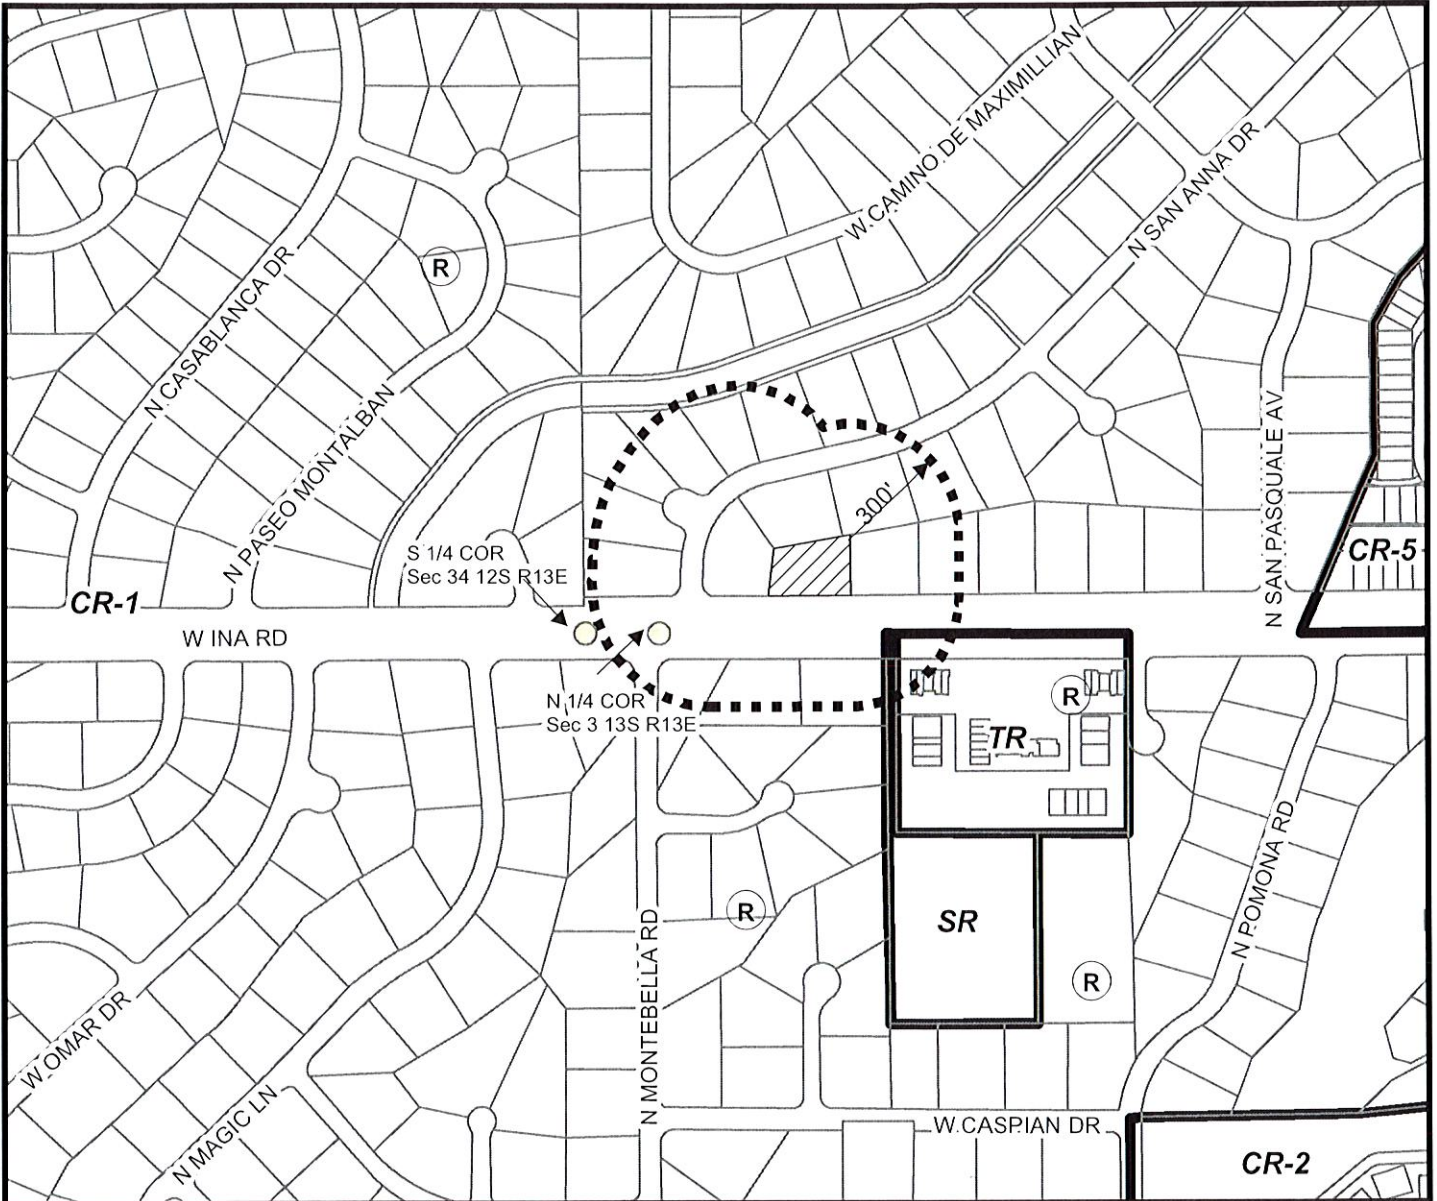 W CAMINO DE MAXIMILLIAN
N SAN ANNA DR
R
N CASABLANCA DR
N PASEO MONTALBAN
N SAN PASQUALE AV
300'
S 1/4 COR
Sec 34 12S R13E
CR-5
CR-1
W INA RD
N 1/4 COR
Sec 3 13S R13E
R
TR
N POMONA RD
R
SR
N MONTEBELLA RD
R
W OMAR DR
N MAGIC LN
W CASPIAN DR
CR-2